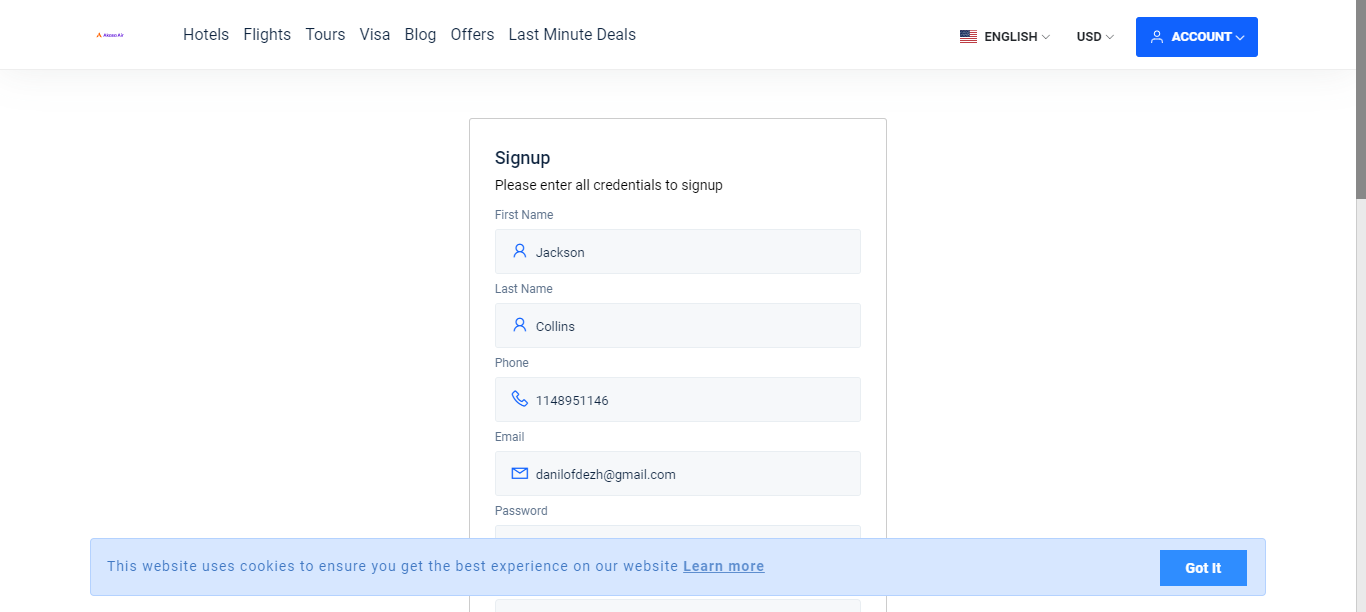 Akasa Air
Hotels Flights Tours Visa Blog Offers Last Minute Deals
ENGLISH USD ACCOUNT
Signup
Please enter all credentials to signup
First Name
Jackson
Last Name
Collins
Phone
1148951146
Email
danilofdezh@gmail.com
Password
This website uses cookies to ensure you get the best experience on our website Learn more
Got It